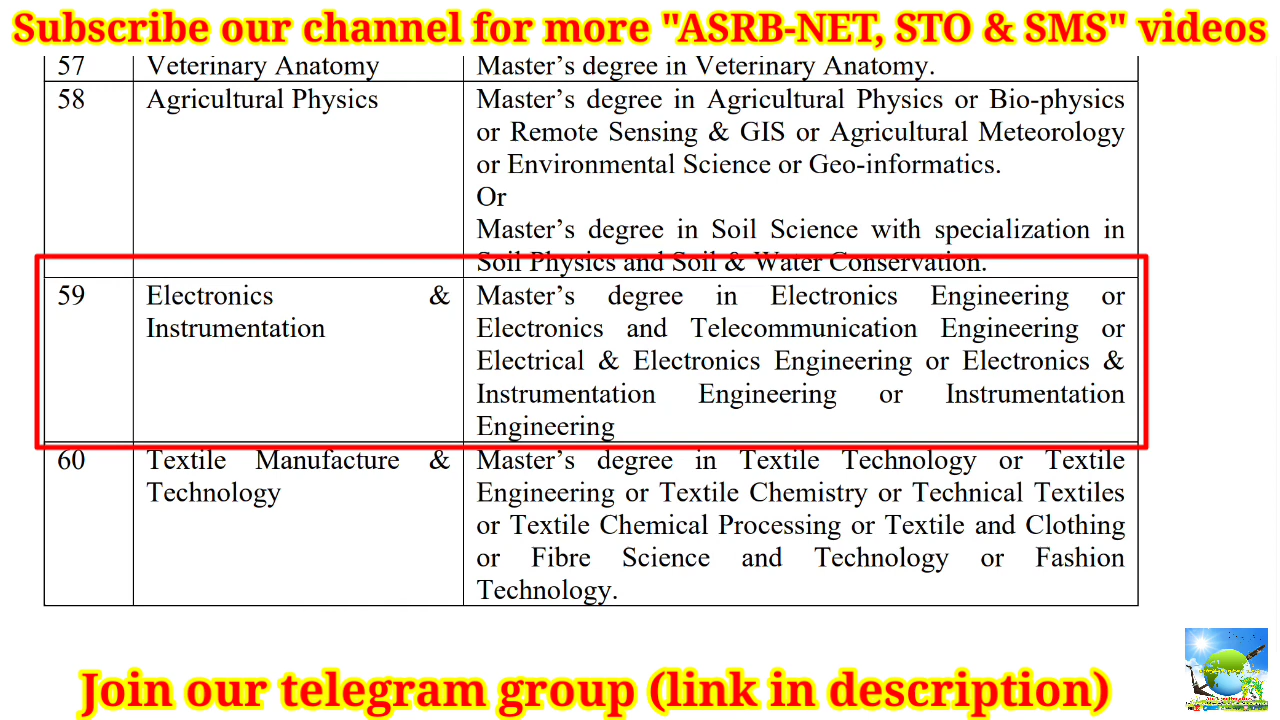 Subscribe our channel for more "ASRB-NET, STO & SMS" videos
57 Veterinary Anatomy Master’s degree in Veterinary Anatomy.
58 Agricultural Physics Master’s degree in Agricultural Physics or Bio-physics
or Remote Sensing & GIS or Agricultural Meteorology
or Environmental Science or Geo-informatics.
Or
Master’s degree in Soil Science with specialization in
Soil Physics and Soil & Water Conservation.
59 Electronics & Master’s degree in Electronics Engineering or
Instrumentation Electronics and Telecommunication Engineering or
Electrical & Electronics Engineering or Electronics &
Instrumentation Engineering or Instrumentation
Engineering
60 Textile Manufacture & Master’s degree in Textile Technology or Textile
Technology Engineering or Textile Chemistry or Technical Textiles
or Textile Chemical Processing or Textile and Clothing
or Fibre Science and Technology or Fashion
Technology.
Join our telegram group (link in description)